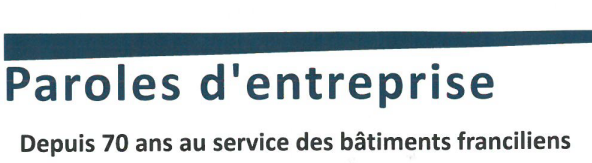 Paroles d'entreprise
Depuis 70 ans au service des bâtiments franciliens